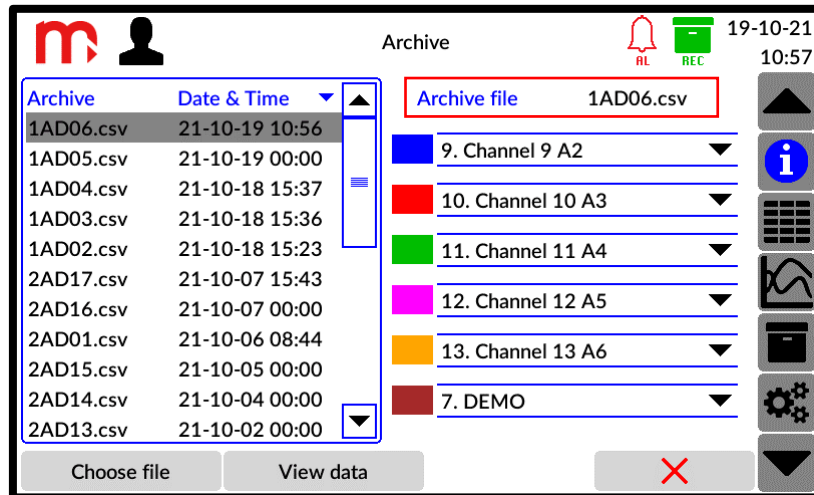 Archive
19-10-21
10:57
AL
REC
Archive Date & Time
1AD06.csv 21-10-19 10:56
1AD05.csv 21-10-19 00:00
1AD04.csv 21-10-18 15:37
1AD03.csv 21-10-18 15:36
1AD02.csv 21-10-18 15:23
2AD17.csv 21-10-07 15:43
2AD16.csv 21-10-07 00:00
2AD01.csv 21-10-06 08:44
2AD15.csv 21-10-05 00:00
2AD14.csv 21-10-04 00:00
2AD13.csv 21-10-02 00:00
Archive file 1AD06.csv
9. Channel 9 A2
10. Channel 10 A3
11. Channel 11 A4
12. Channel 12 A5
13. Channel 13 A6
7. DEMO
Choose file
View data